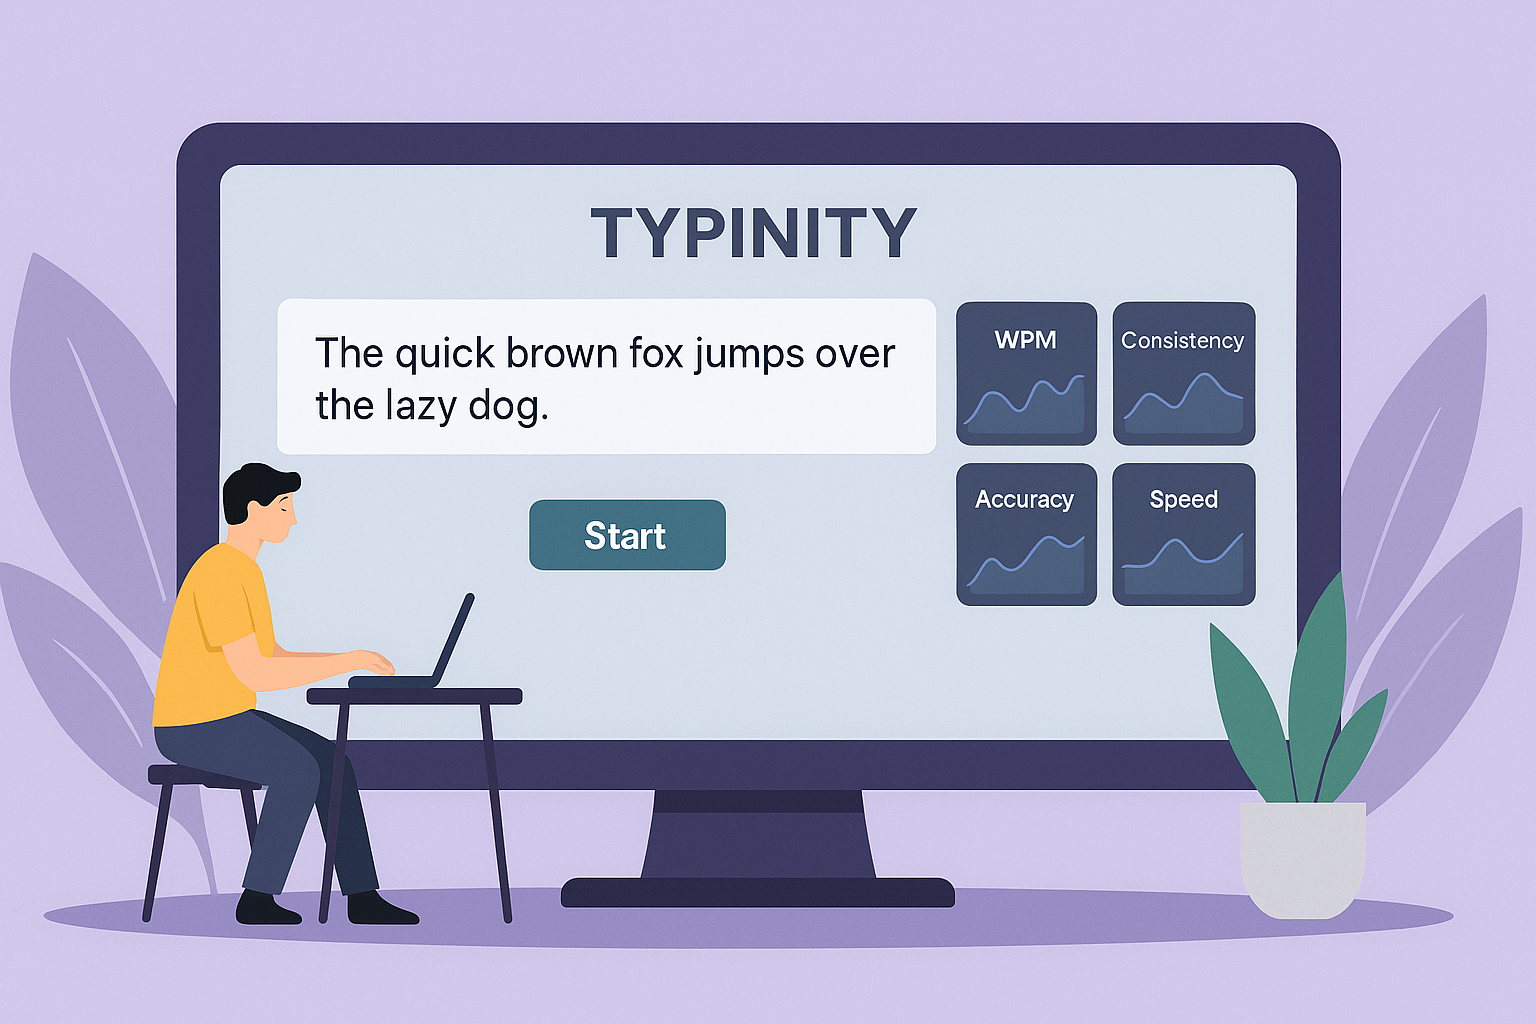 TYPINITY
The quick brown fox jumps over
the lazy dog.
Start
WPM
Consistency
Accuracy
Speed